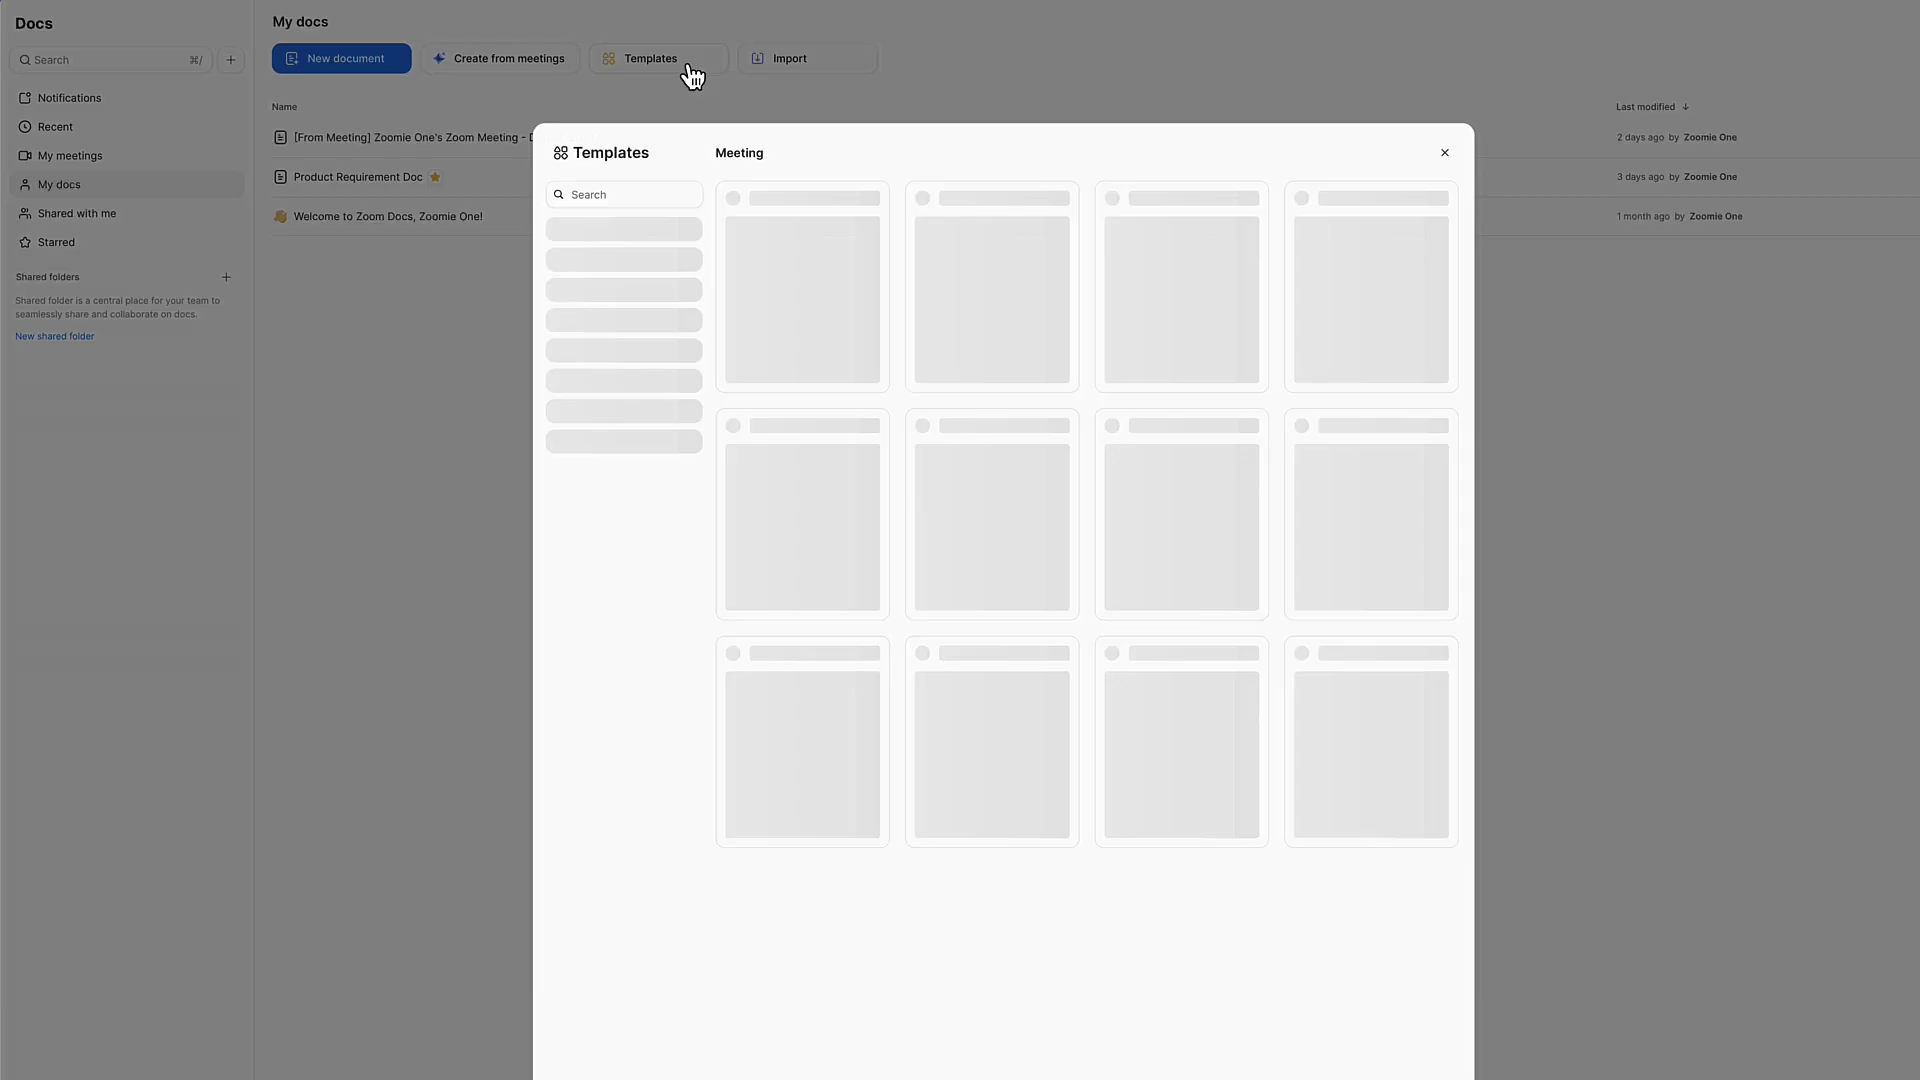 Docs
Search ⌘/
Notifications
Recent
My meetings
My docs
Shared with me
Starred
Shared folders
Shared folder is a central place for your team to
seamlessly share and collaborate on docs.
New shared folder
My docs
New document
Create from meetings
Templates
Import
Name
Last modified
[From Meeting] Zoomie One's Zoom Meeting -
2 days ago by Zoomie One
Product Requirement Doc
3 days ago by Zoomie One
Welcome to Zoom Docs, Zoomie One!
1 month ago by Zoomie One
Templates
Search
Meeting